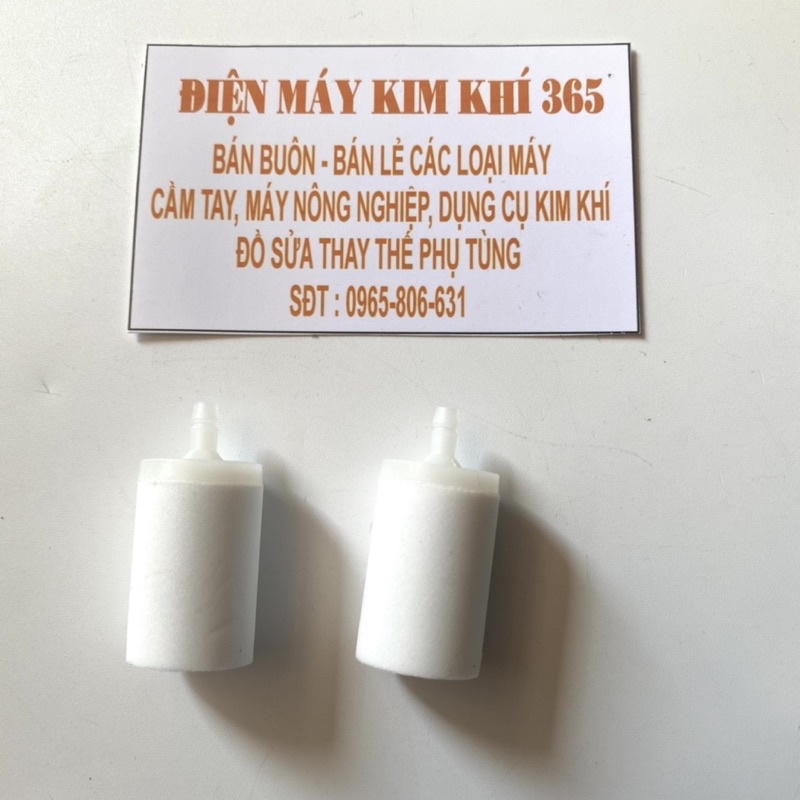 ĐIỆN MÁY KIM KHÍ 365
BÁN BUÔN - BÁN LẺ CÁC LOẠI MÁY
CẦM TAY, MÁY NÔNG NGHIỆP, DỤNG CỤ KIM KHÍ
ĐỒ SỬA THAY THẾ PHỤ TÙNG
SĐT : 0965-806-631